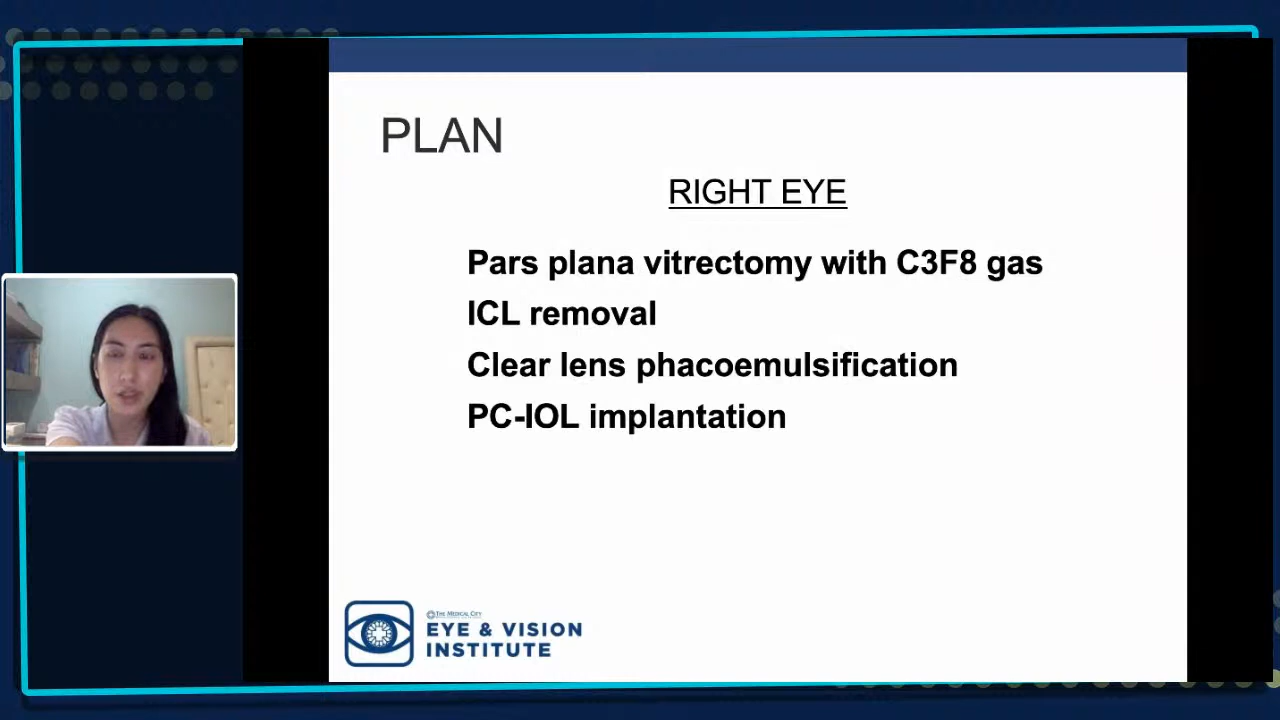 PLAN
RIGHT EYE
Pars plana vitrectomy with C3F8 gas
ICL removal
Clear lens phacoemulsification
PC-IOL implantation
THE MEDICAL CITY
EYE & VISION
INSTITUTE